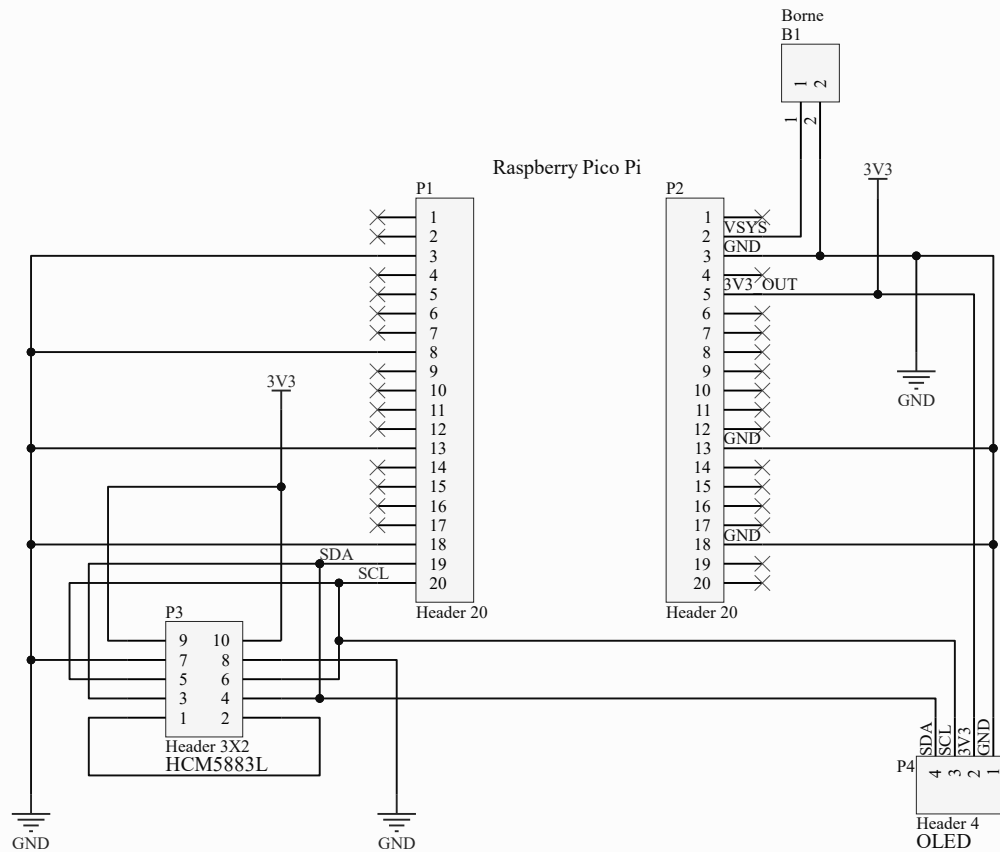 Borne
B1
1 2
1 2
Raspberry Pico Pi
3V3
P1
1
2
3
4
5
6
7
8
9
10
11
12
13
14
15
16
17
18
19
20
Header 20
P2
1
2
3
4
5
6
7
8
9
10
11
12
13
14
15
16
17
18
19
20
Header 20
VSYS
GND
3V3_OUT
GND
GND
GND
3V3
SDA
SCL
P3
9 10
7 8
5 6
3 4
1 2
Header 3X2
HCM5883L
GND
GND
SDA
SCL
3V3
GND
P4
4 3 2 1
Header 4
OLED